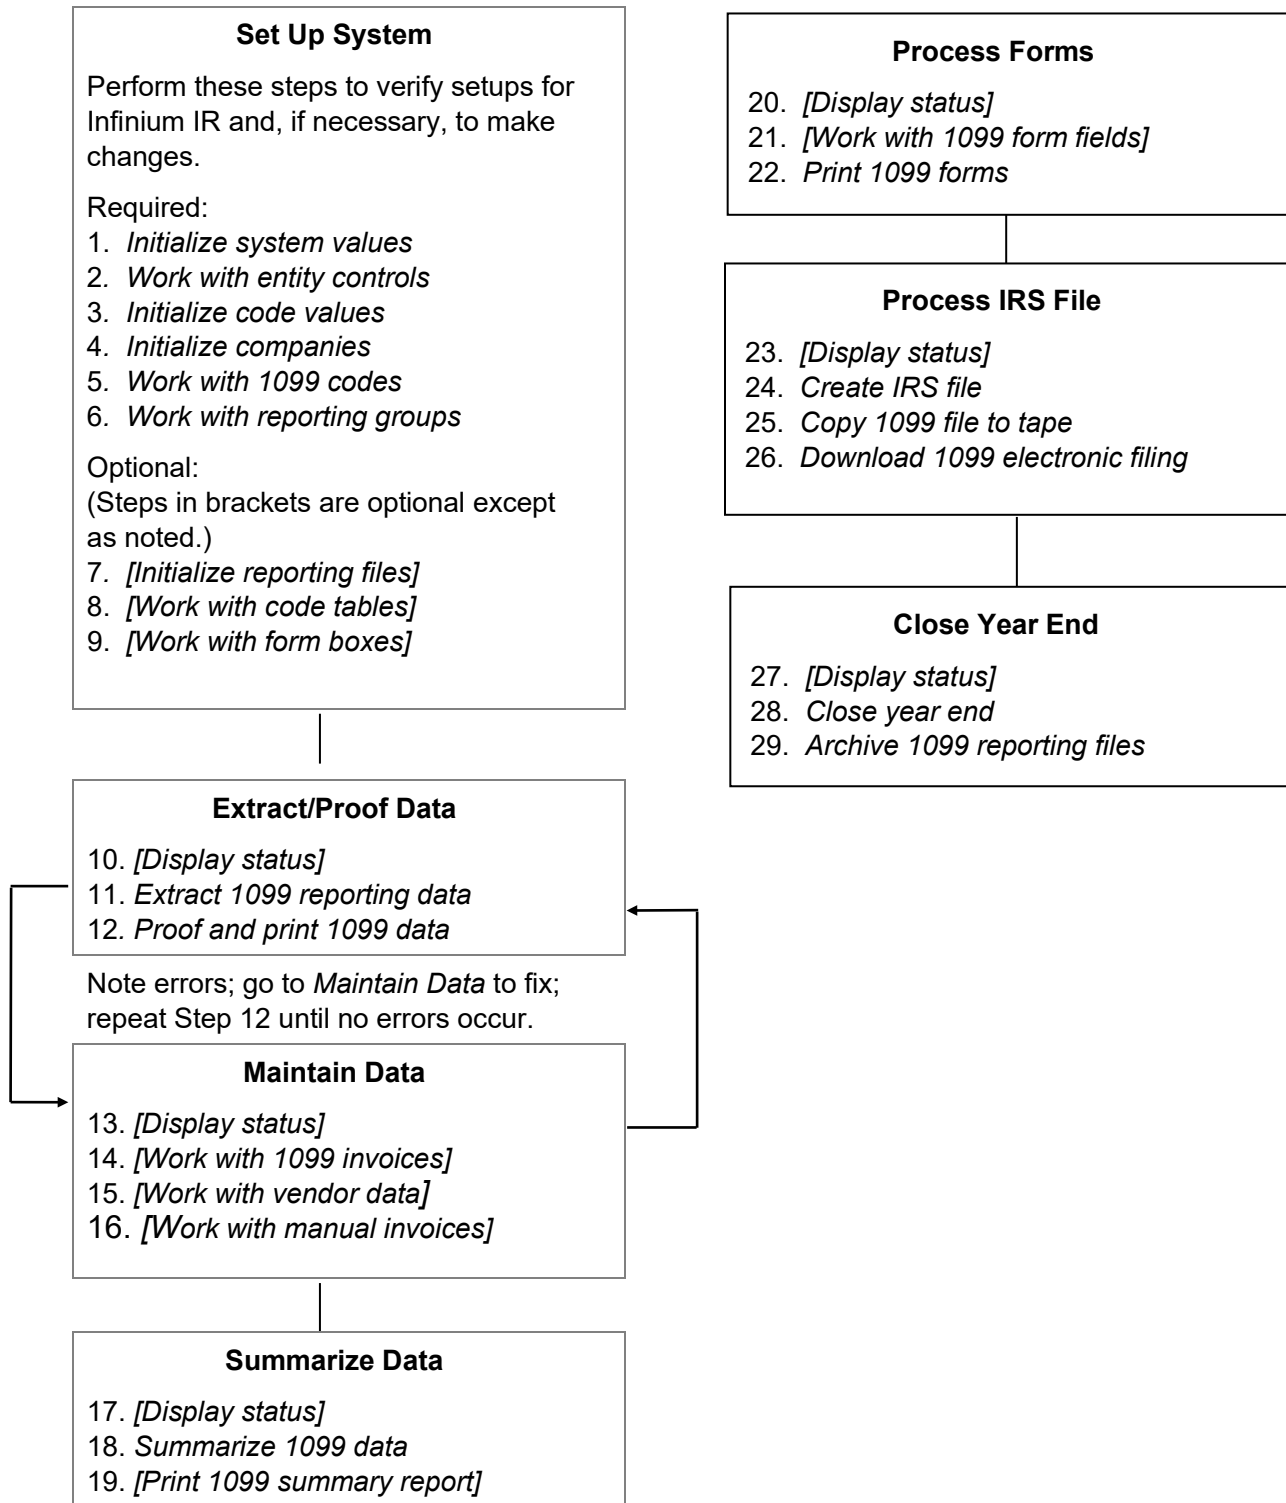 Set Up System
Perform these steps to verify setups for
Infinium IR and, if necessary, to make
changes.
Required:
1. Initialize system values
2. Work with entity controls
3. Initialize code values
4. Initialize companies
5. Work with 1099 codes
6. Work with reporting groups
Optional:
(Steps in brackets are optional except
as noted.)
7. [Initialize reporting files]
8. [Work with code tables]
9. [Work with form boxes]
Extract/Proof Data
10. [Display status]
11. Extract 1099 reporting data
12. Proof and print 1099 data
Note errors; go to Maintain Data to fix;
repeat Step 12 until no errors occur.
Maintain Data
13. [Display status]
14. [Work with 1099 invoices]
15. [Work with vendor data]
16. [Work with manual invoices]
Summarize Data
17. [Display status]
18. Summarize 1099 data
19. [Print 1099 summary report]
Process Forms
20. [Display status]
21. [Work with 1099 form fields]
22. Print 1099 forms
Process IRS File
23. [Display status]
24. Create IRS file
25. Copy 1099 file to tape
26. Download 1099 electronic filing
Close Year End
27. [Display status]
28. Close year end
29. Archive 1099 reporting files